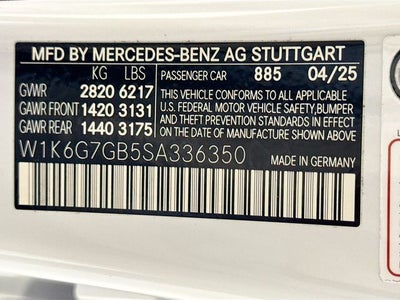 MFD BY MERCEDES-BENZ AG STUTTGART
KG LBS PASSENGER CAR 885 04/25
GVWR 2820 6217
GAWR FRONT 1420 3131
GAWR REAR 1440 3175
THIS VEHICLE CONFORMS TO ALL APPLICABLE
U.S. FEDERAL MOTOR VEHICLE SAFETY, BUMPER
AND THEFT PREVENTION STANDARDS IN EFFECT
ON THE DATE OF MANUFACTURE SHOWN ABOVE.
W1K6G7GB5SA336350 MADE IN GERMANY